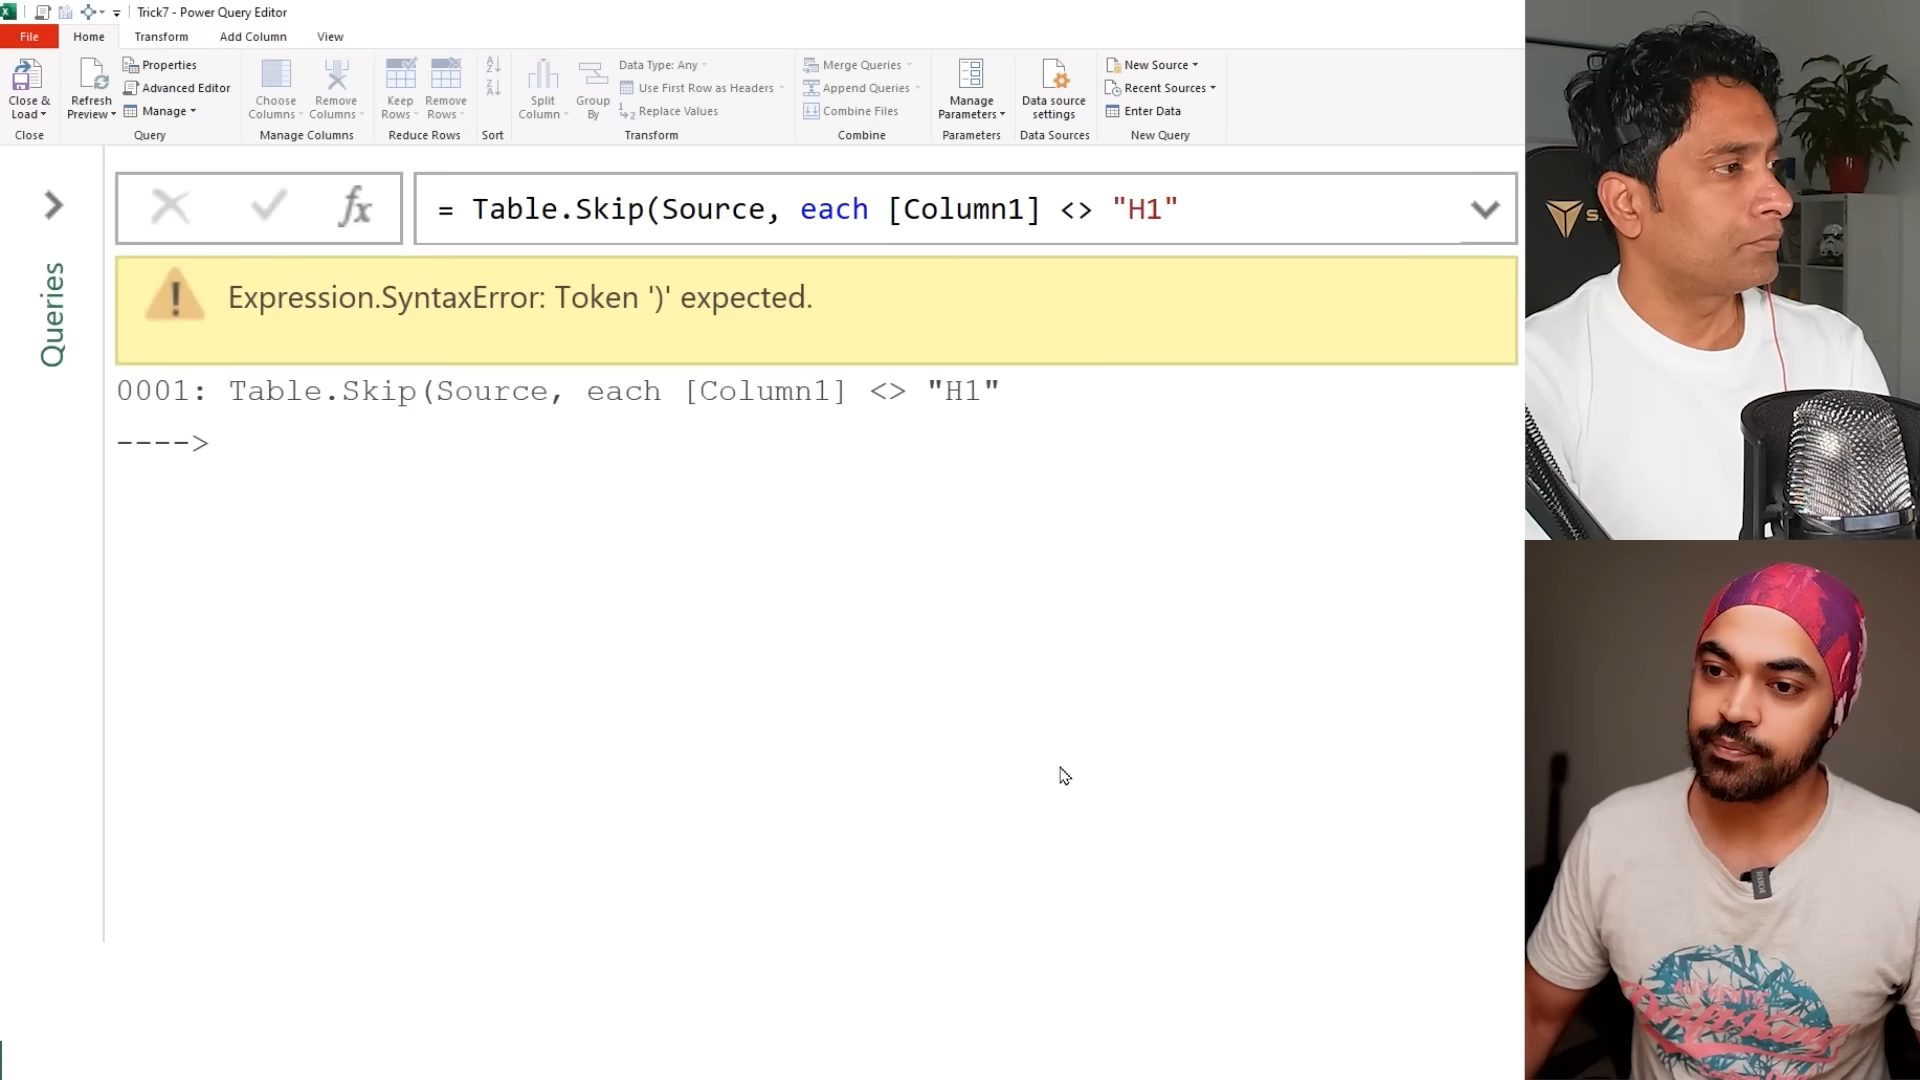 Trick7 - Power Query Editor
File Home Transform Add Column View
Close & Load
Close
Refresh Preview
Properties
Advanced Editor
Manage
Query
Choose Columns
Remove Columns
Manage Columns
Keep Rows
Remove Rows
Reduce Rows
A Z
Z A
Sort
Split Column
Group By
Data Type: Any
Use First Row as Headers
Replace Values
Transform
Merge Queries
Append Queries
Combine Files
Combine
Manage Parameters
Parameters
Data source settings
Data Sources
New Source
Recent Sources
Enter Data
New Query
Queries
fx
= Table.Skip(Source, each [Column1] <> "H1"
Expression.SyntaxError: Token ')' expected.
0001: Table.Skip(Source, each [Column1] <> "H1"
---->